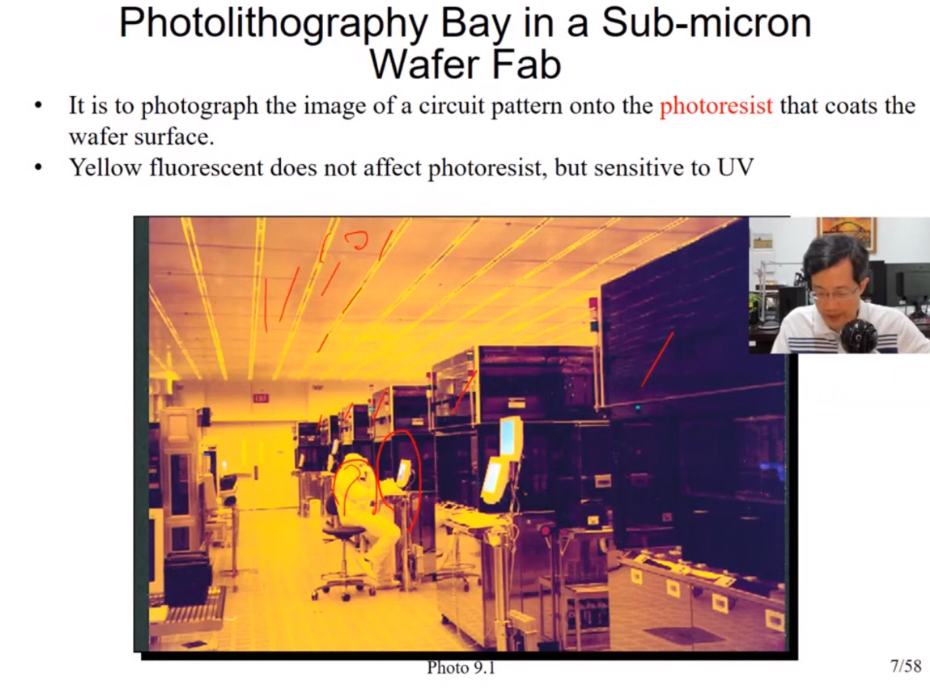 Photolithography Bay in a Sub-micron
Wafer Fab
• It is to photograph the image of a circuit pattern onto the photoresist that coats the
wafer surface.
• Yellow fluorescent does not affect photoresist, but sensitive to UV
EXIT
Photo 9.1
7/58